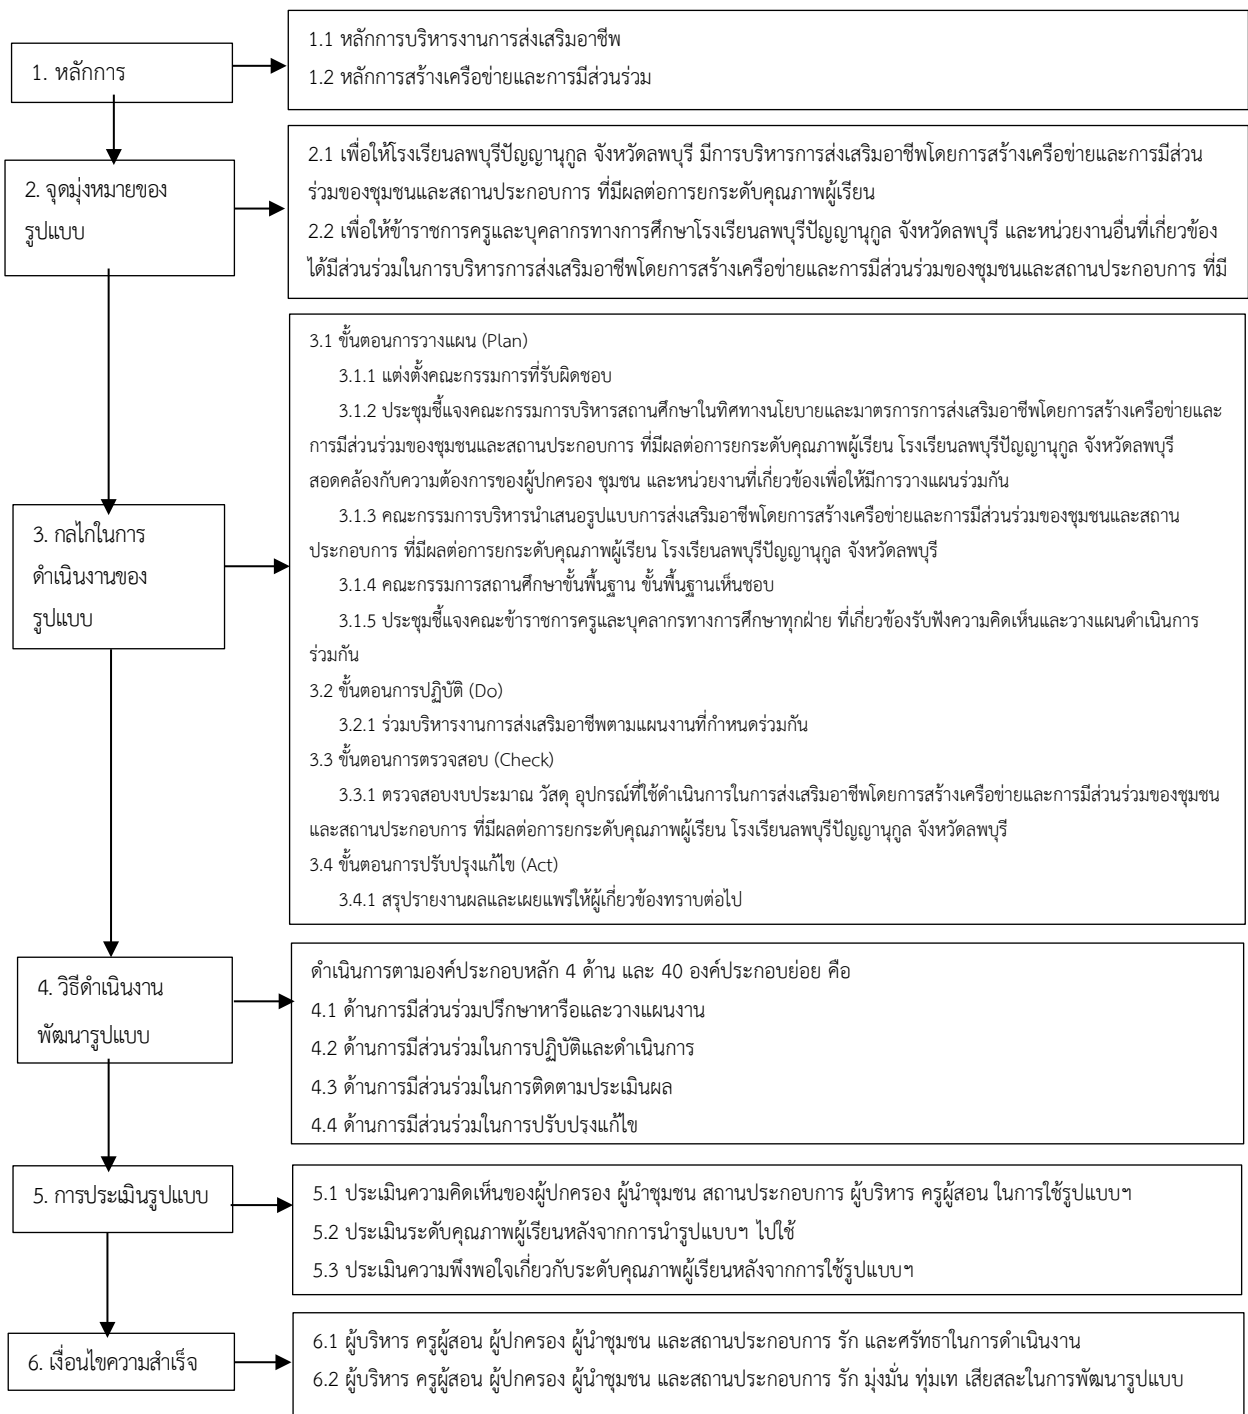 1. หลักการ
1.1 หลักการบริหารงานการส่งเสริมอาชีพ
1.2 หลักการสร้างเครือข่ายและการมีส่วนร่วม
2. จุดมุ่งหมายของ
รูปแบบ
2.1 เพื่อให้โรงเรียนลพบุรีปัญญานุกูล จังหวัดลพบุรี มีการบริหารการส่งเสริมอาชีพโดยการสร้างเครือข่ายและการมีส่วน
ร่วมของชุมชนและสถานประกอบการ ที่มีผลต่อการยกระดับคุณภาพผู้เรียน
2.2 เพื่อให้ข้าราชการครูและบุคลากรทางการศึกษาโรงเรียนลพบุรีปัญญานุกูล จังหวัดลพบุรี และหน่วยงานอื่นที่เกี่ยวข้อง
ได้มีส่วนร่วมในการบริหารการส่งเสริมอาชีพโดยการสร้างเครือข่ายและการมีส่วนร่วมของชุมชนและสถานประกอบการ ที่มี
3. กลไกในการ
ดำเนินงานของ
รูปแบบ
3.1 ขั้นตอนการวางแผน (Plan)
3.1.1 แต่งตั้งคณะกรรมการที่รับผิดชอบ
3.1.2 ประชุมชี้แจงคณะกรรมการบริหารสถานศึกษาในทิศทางนโยบายและมาตรการการส่งเสริมอาชีพโดยการสร้างเครือข่ายและ
การมีส่วนร่วมของชุมชนและสถานประกอบการ ที่มีผลต่อการยกระดับคุณภาพผู้เรียน โรงเรียนลพบุรีปัญญานุกูล จังหวัดลพบุรี
สอดคล้องกับความต้องการของผู้ปกครอง ชุมชน และหน่วยงานที่เกี่ยวข้องเพื่อให้มีการวางแผนร่วมกัน
3.1.3 คณะกรรมการบริหารนำเสนอรูปแบบการส่งเสริมอาชีพโดยการสร้างเครือข่ายและการมีส่วนร่วมของชุมชนและสถาน
ประกอบการ ที่มีผลต่อการยกระดับคุณภาพผู้เรียน โรงเรียนลพบุรีปัญญานุกูล จังหวัดลพบุรี
3.1.4 คณะกรรมการสถานศึกษาขั้นพื้นฐาน ขั้นพื้นฐานเห็นชอบ
3.1.5 ประชุมชี้แจงคณะข้าราชการครูและบุคลากรทางการศึกษาทุกฝ่าย ที่เกี่ยวข้องรับฟังความคิดเห็นและวางแผนดำเนินการ
ร่วมกัน
3.2 ขั้นตอนการปฏิบัติ (Do)
3.2.1 ร่วมบริหารงานการส่งเสริมอาชีพตามแผนงานที่กำหนดร่วมกัน
3.3 ขั้นตอนการตรวจสอบ (Check)
3.3.1 ตรวจสอบงบประมาณ วัสดุ อุปกรณ์ที่ใช้ดำเนินการในการส่งเสริมอาชีพโดยการสร้างเครือข่ายและการมีส่วนร่วมของชุมชน
และสถานประกอบการ ที่มีผลต่อการยกระดับคุณภาพผู้เรียน โรงเรียนลพบุรีปัญญานุกูล จังหวัดลพบุรี
3.4 ขั้นตอนการปรับปรุงแก้ไข (Act)
3.4.1 สรุปรายงานผลและเผยแพร่ให้ผู้เกี่ยวข้องทราบต่อไป
4. วิธีดำเนินงาน
พัฒนารูปแบบ
ดำเนินการตามองค์ประกอบหลัก 4 ด้าน และ 40 องค์ประกอบย่อย คือ
4.1 ด้านการมีส่วนร่วมปรึกษาหารือและวางแผนงาน
4.2 ด้านการมีส่วนร่วมในการปฏิบัติและดำเนินการ
4.3 ด้านการมีส่วนร่วมในการติดตามประเมินผล
4.4 ด้านการมีส่วนร่วมในการปรับปรุงแก้ไข
5. การประเมินรูปแบบ
5.1 ประเมินความคิดเห็นของผู้ปกครอง ผู้นำชุมชน สถานประกอบการ ผู้บริหาร ครูผู้สอน ในการใช้รูปแบบฯ
5.2 ประเมินระดับคุณภาพผู้เรียนหลังจากการนำรูปแบบฯ ไปใช้
5.3 ประเมินความพึงพอใจเกี่ยวกับระดับคุณภาพผู้เรียนหลังจากการใช้รูปแบบฯ
6. เงื่อนไขความสำเร็จ
6.1 ผู้บริหาร ครูผู้สอน ผู้ปกครอง ผู้นำชุมชน และสถานประกอบการ รัก และศรัทธาในการดำเนินงาน
6.2 ผู้บริหาร ครูผู้สอน ผู้ปกครอง ผู้นำชุมชน และสถานประกอบการ รัก มุ่งมั่น ทุ่มเท เสียสละในการพัฒนารูปแบบ